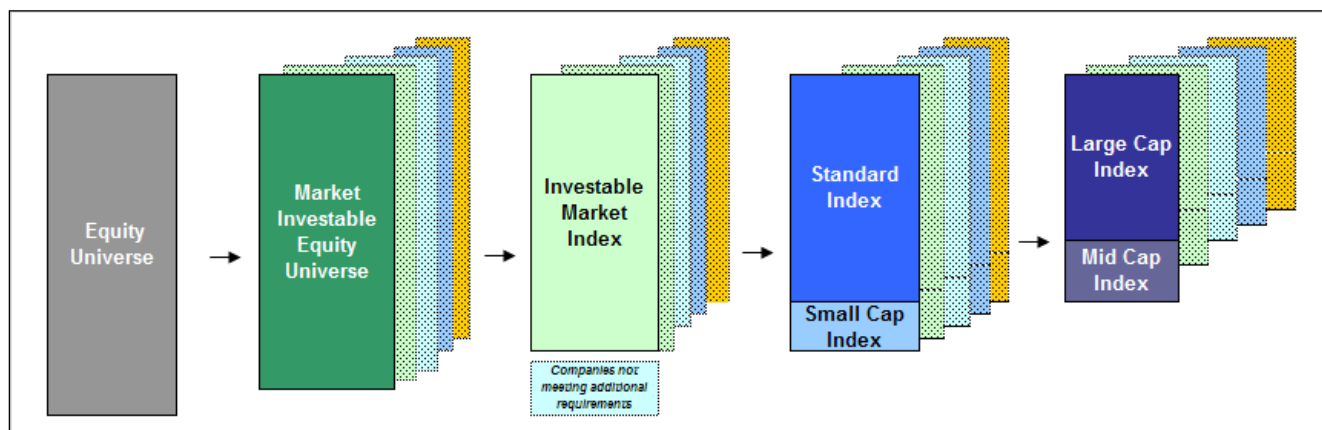 Equity
Universe
Market
Investable
Equity
Universe
Investable
Market
Index
Companies not
meeting additional
requirements
Standard
Index
Small Cap
Index
Large Cap
Index
Mid Cap
Index